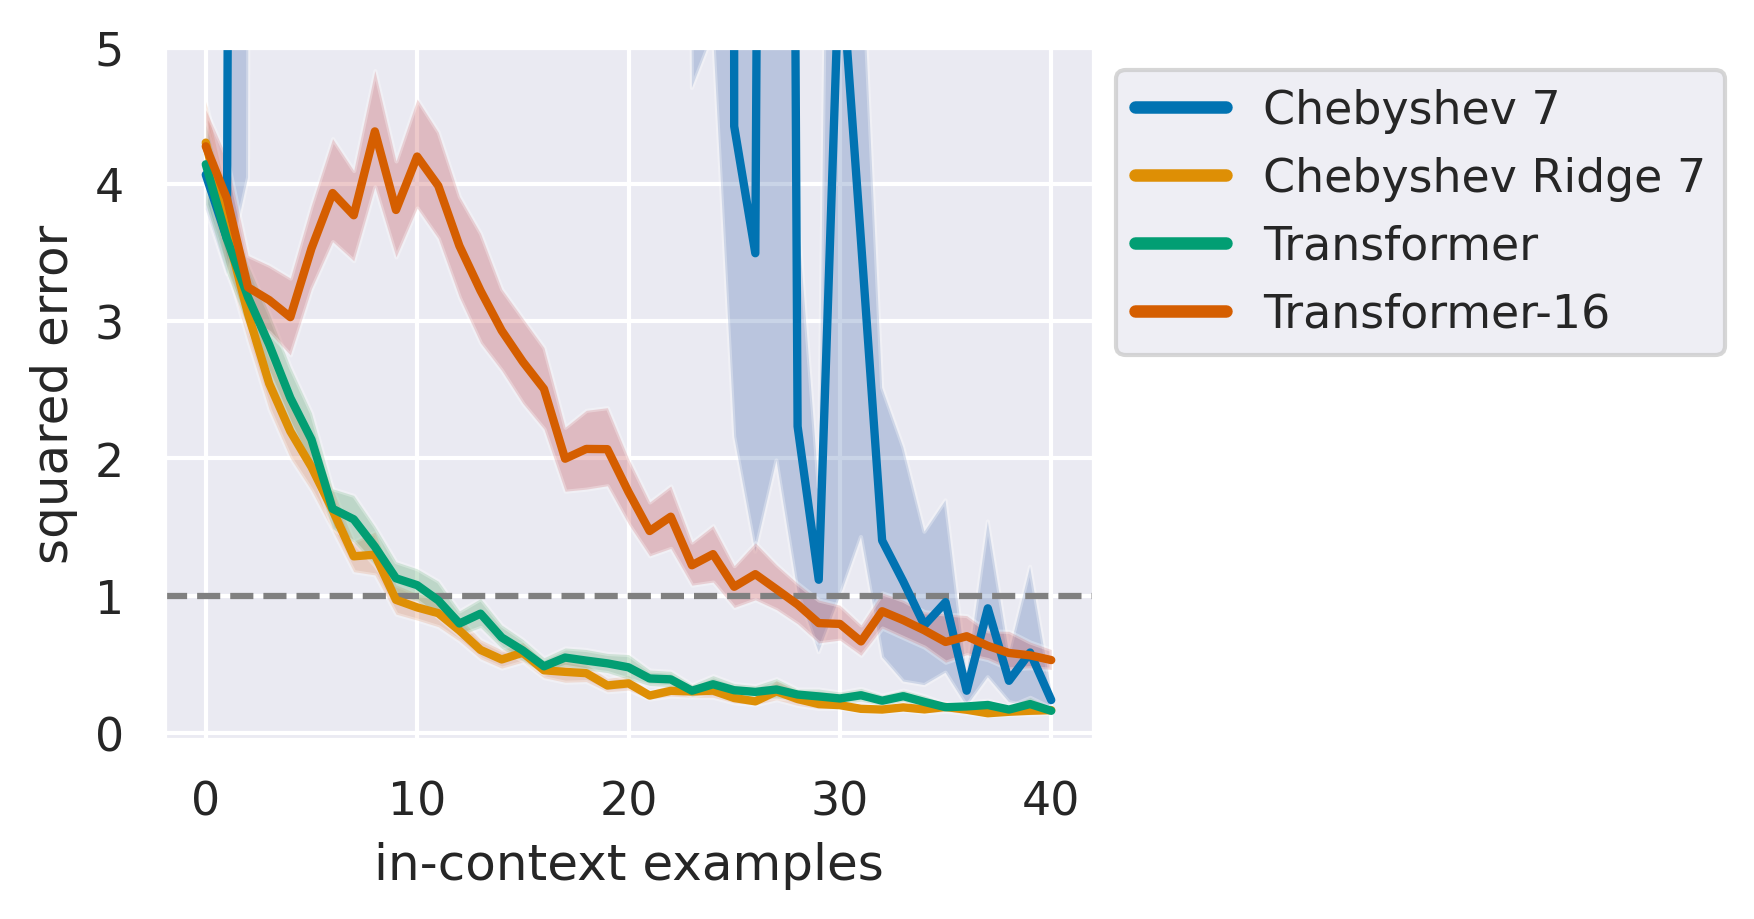 5
4
3
2
1
0
squared error
0 10 20 30 40
in-context examples
Chebyshev 7
Chebyshev Ridge 7
Transformer
Transformer-16